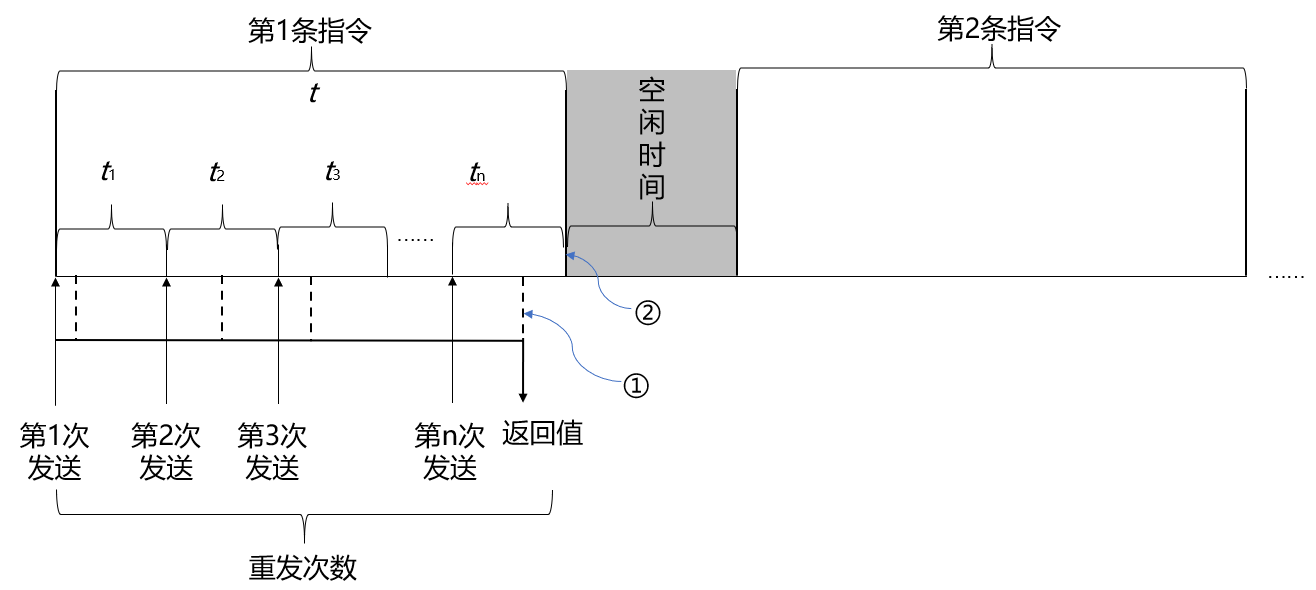 第1条指令
第2条指令
t
空闲时间
t1
t2
t3
tn
……
……
②
①
第1次发送
第2次发送
第3次发送
第n次发送
返回值
重发次数